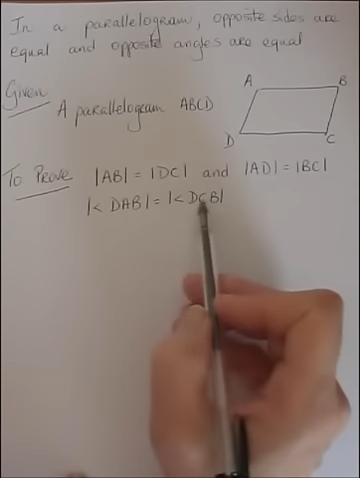 In a parallelogram, opposite sides are
equal and opposite angles are equal
Given
A parallelogram ABCD
A B
D C
To Prove |AB| = |DC| and |AD| = |BC|
|< DAB| = |< DCB|